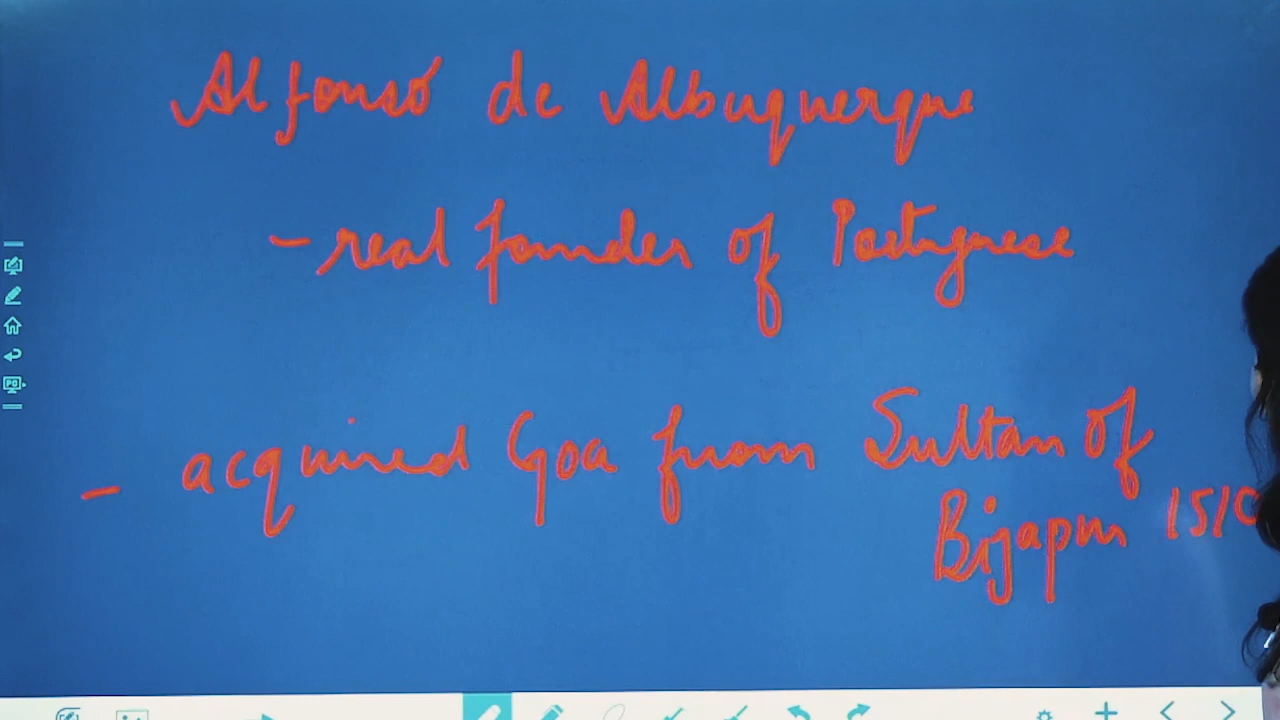 Alfonso de Albuquerque
- real founder of Portuguese
- acquired Goa from Sultan of
Bijapur 1510